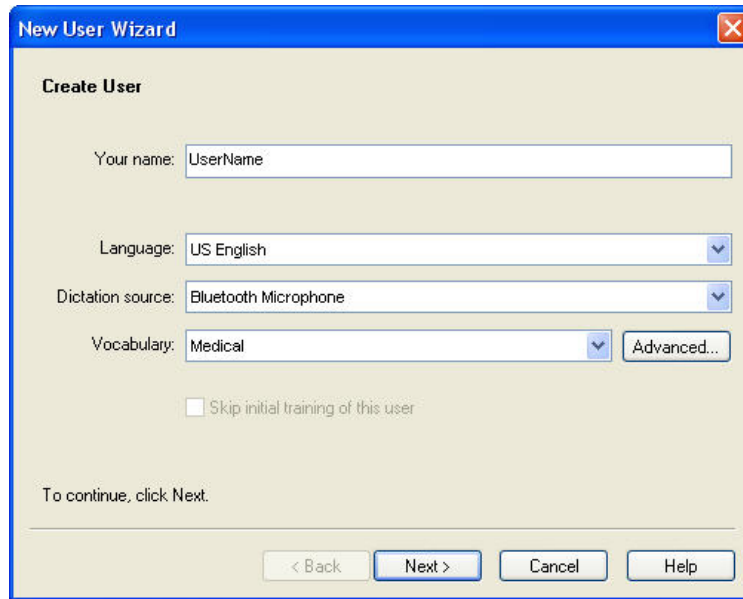 New User Wizard
Create User
Your name: UserName
Language: US English
Dictation source: Bluetooth Microphone
Vocabulary: Medical Advanced...
Skip initial training of this user
To continue, click Next.
< Back Next > Cancel Help